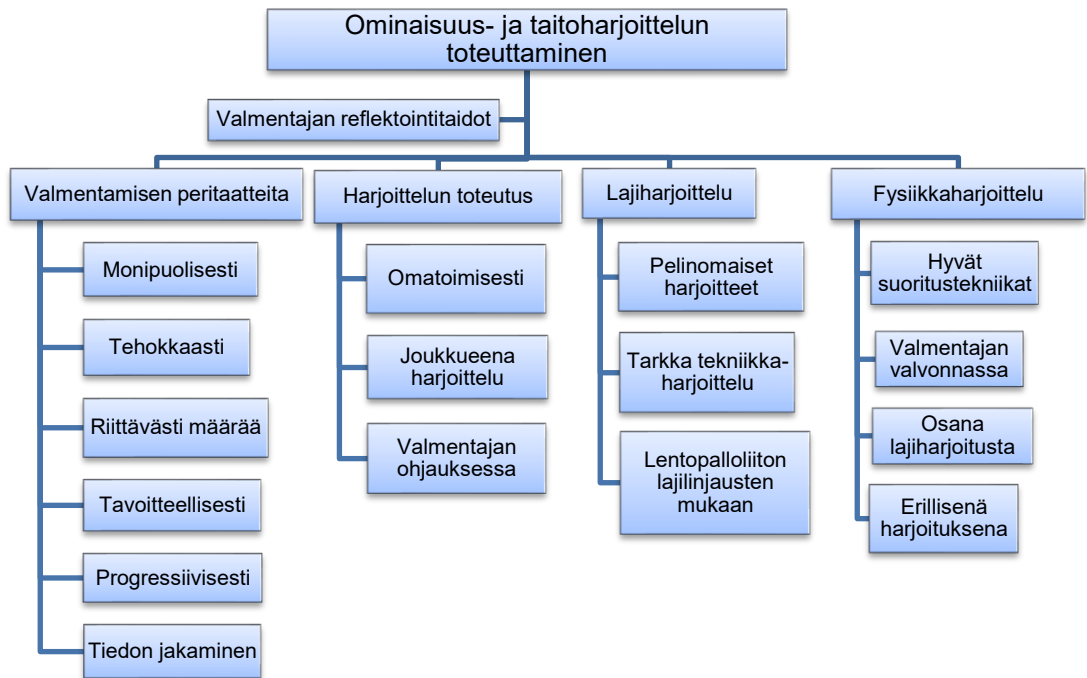 Ominaisuus- ja taitoharjoittelun
toteuttaminen
Valmentajan reflektointitaidot
Valmentamisen peritaatteita
Monipuolisesti
Tehokkaasti
Riittävästi määrää
Tavoitteellisesti
Progressiivisesti
Tiedon jakaminen
Harjoittelun toteutus
Omatoimisesti
Joukkueena
harjoittelu
Valmentajan
ohjauksessa
Lajiharjoittelu
Pelinomaiset
harjoitteet
Tarkka tekniikka-
harjoittelu
Lentopalloliiton
lajilinjausten
mukaan
Fysiikkaharjoittelu
Hyvät
suoritustekniikat
Valmentajan
valvonnassa
Osana
lajiharjoitusta
Erillisenä
harjoituksena